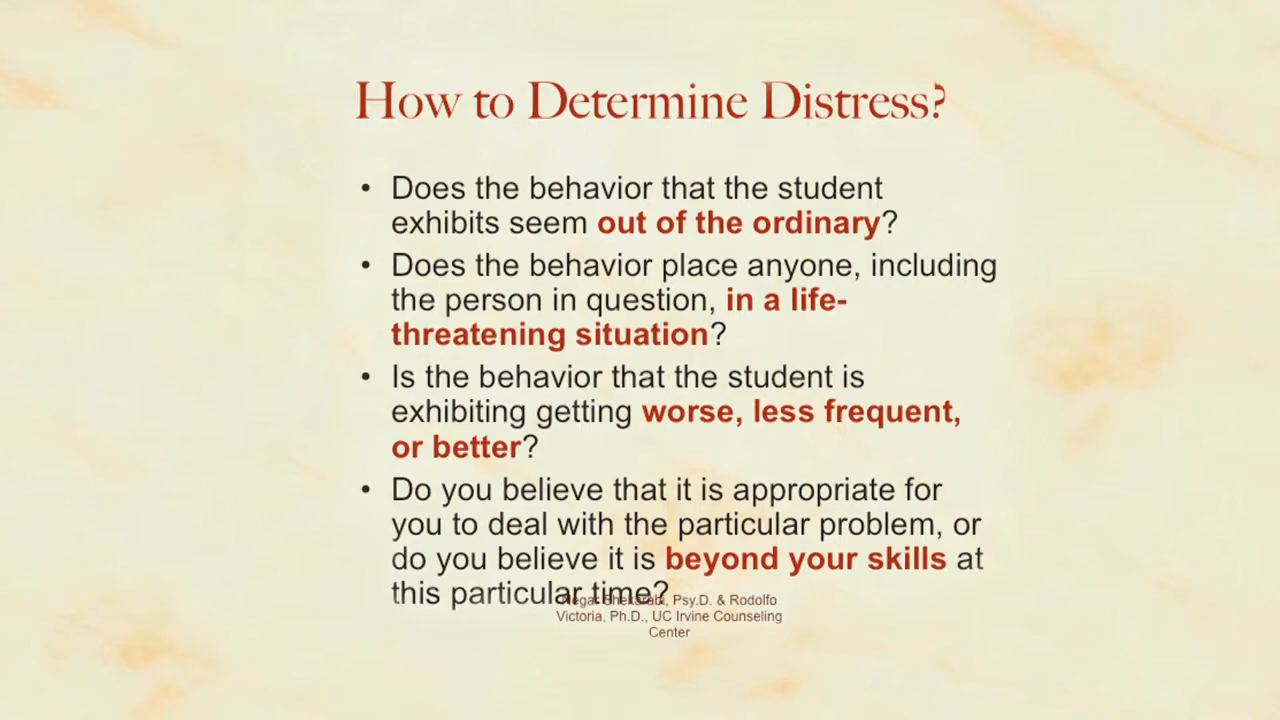 How to Determine Distress?
• Does the behavior that the student
exhibits seem out of the ordinary?
• Does the behavior place anyone, including
the person in question, in a life-
threatening situation?
• Is the behavior that the student is
exhibiting getting worse, less frequent,
or better?
• Do you believe that it is appropriate for
you to deal with the particular problem, or
do you believe it is beyond your skills at
this particular time?
Negar Shekarabi, Psy.D. & Rodolfo
Victoria, Ph.D., UC Irvine Counseling
Center